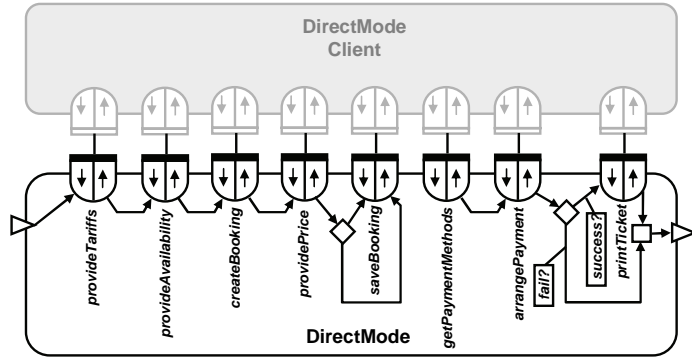 DirectMode
Client
provideTariffs
provideAvailability
createBooking
providePrice
saveBooking
getPaymentMethods
arrangePayment
fail?
success?
printTicket
DirectMode